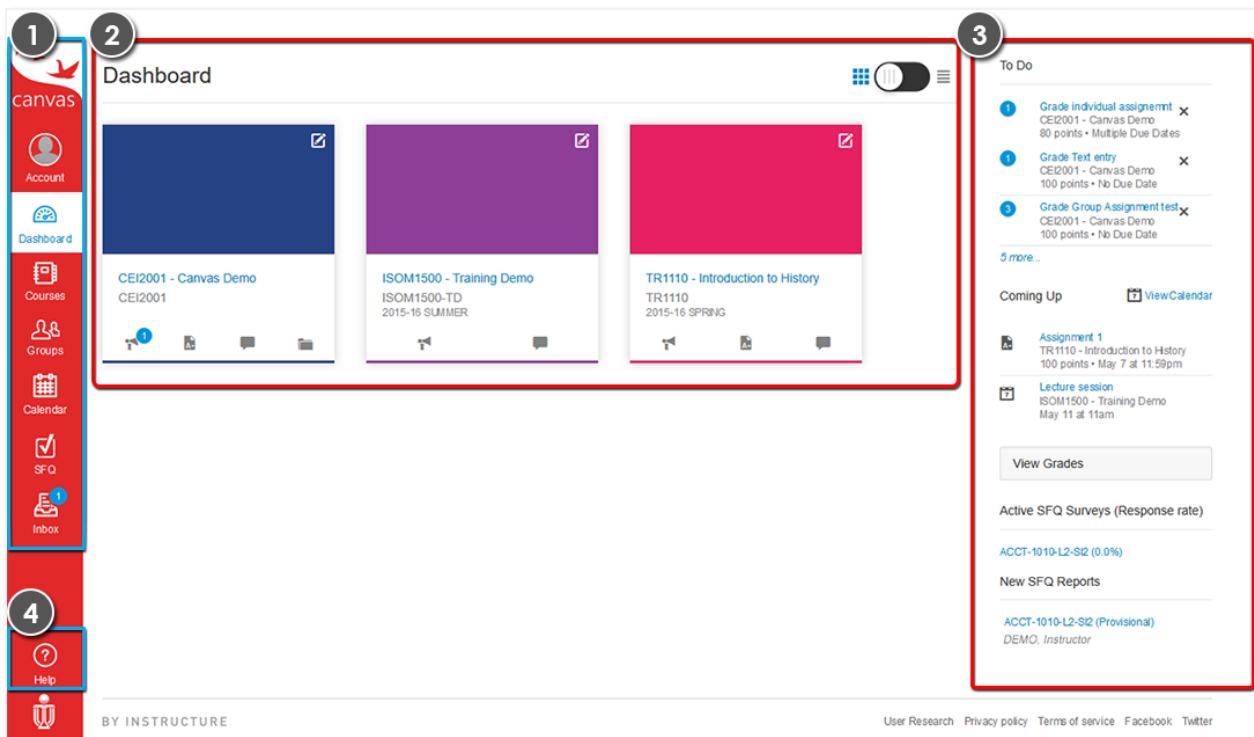 1
2
3
canvas
Account
Dashboard
Courses
Groups
Calendar
SFQ
1
Inbox
4
Help
Dashboard
CEI2001 - Canvas Demo
CEI2001
1
ISOM1500 - Training Demo
ISOM1500-TD
2015-16 SUMMER
TR1110 - Introduction to History
TR1110
2015-16 SPRING
To Do
1
Grade individual assignemnt
CEI2001 - Canvas Demo
80 points • Multiple Due Dates
1
Grade Text entry
CEI2001 - Canvas Demo
100 points • No Due Date
3
Grade Group Assignment test
CEI2001 - Canvas Demo
100 points • No Due Date
5 more...
Coming Up
7 View Calendar
Assignment 1
TR1110 - Introduction to History
100 points • May 7 at 11:59pm
7
Lecture session
ISOM1500 - Training Demo
May 11 at 11am
View Grades
Active SFQ Surveys (Response rate)
ACCT-1010-L2-SI2 (0.0%)
New SFQ Reports
ACCT-1010-L2-SI2 (Provisional)
DEMO, Instructor
BY INSTRUCTURE
User Research Privacy policy Terms of service Facebook Twitter